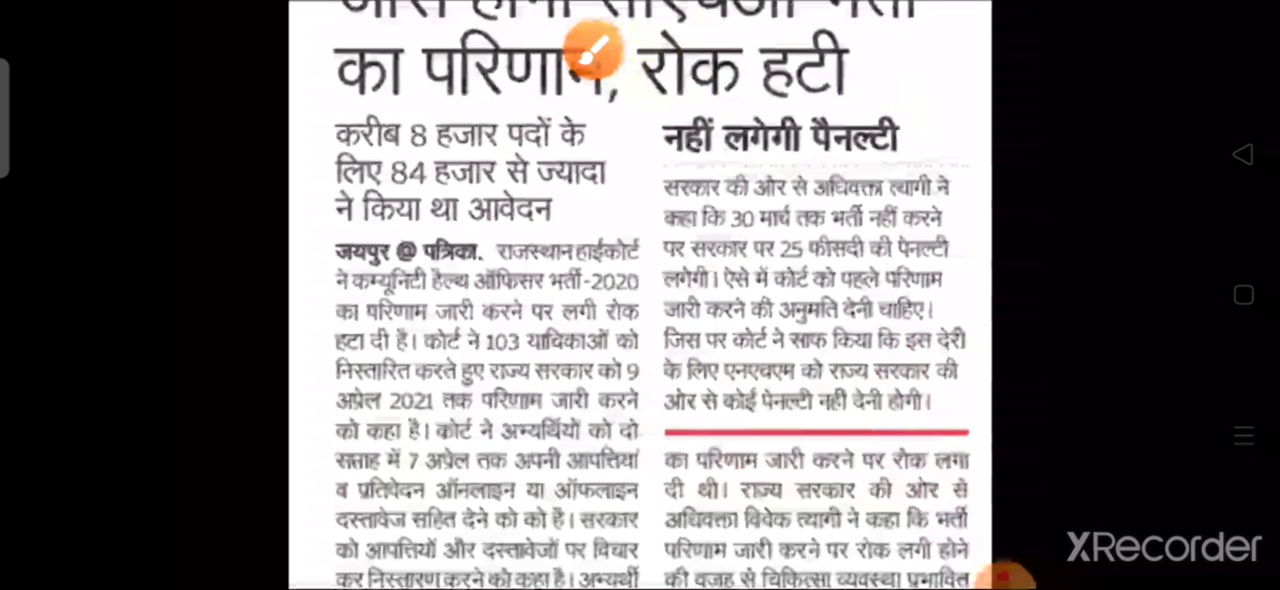 का परिणाम, रोक हटी
करीब 8 हजार पदों के
लिए 84 हजार से ज्यादा
ने किया था आवेदन
जयपुर @ पत्रिका. राजस्थान हाईकोर्ट
ने कम्यूनिटी हैल्थ ऑफिसर भर्ती-2020
का परिणाम जारी करने पर लगी रोक
हटा दी है। कोर्ट ने 103 याचिकाओं को
निस्तारित करते हुए राज्य सरकार को 9
अप्रेल 2021 तक परिणाम जारी करने
को कहा है। कोर्ट ने अभ्यर्थियों को दो
सप्ताह में 7 अप्रेल तक अपनी आपत्तियां
व प्रतिवेदन ऑनलाइन या ऑफलाइन
दस्तावेज सहित देने को को है। सरकार
को आपत्तियों और दस्तावेजों पर विचार
कर निस्तारण करने को कहा है। अभ्यर्थी
नहीं लगेगी पैनल्टी
सरकार की ओर से अधिवक्ता त्यागी ने
कहा कि 30 मार्च तक भर्ती नहीं करने
पर सरकार पर 25 फीसदी की पेनल्टी
लगेगी। ऐसे में कोर्ट को पहले परिणाम
जारी करने की अनुमति देनी चाहिए।
जिस पर कोर्ट ने साफ किया कि इस देरी
के लिए एनएचएम को राज्य सरकार की
ओर से कोई पेनल्टी नही देनी होगी।
का परिणाम जारी करने पर रोक लगा
दी थी। राज्य सरकार की ओर से
अधिवक्ता विवेक त्यागी ने कहा कि भर्ती
परिणाम जारी करने पर रोक लगी होने
की वजह से चिकित्सा व्यवस्था प्रभावित
XRecorder